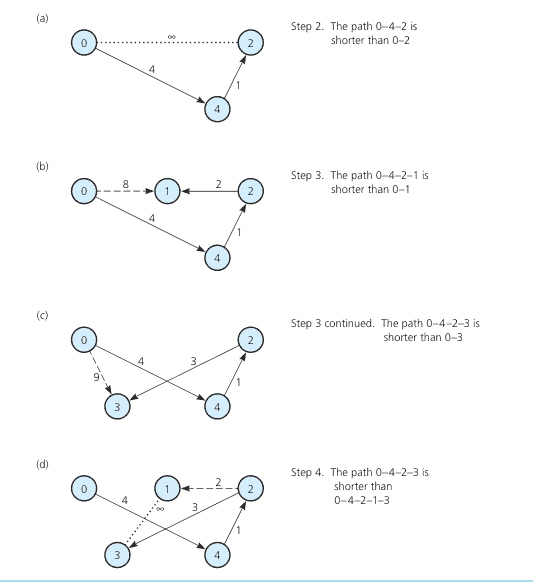 (a)
0
∞
2
4
1
4
Step 2. The path 0–4–2 is
shorter than 0–2
(b)
0
8
1
2
2
4
1
4
Step 3. The path 0–4–2–1 is
shorter than 0–1
(c)
0
2
4
3
9
1
3
4
Step 3 continued. The path 0–4–2–3 is
shorter than 0–3
(d)
0
1
2
2
4
∞
3
1
3
4
Step 4. The path 0–4–2–3 is
shorter than
0–4–2–1–3